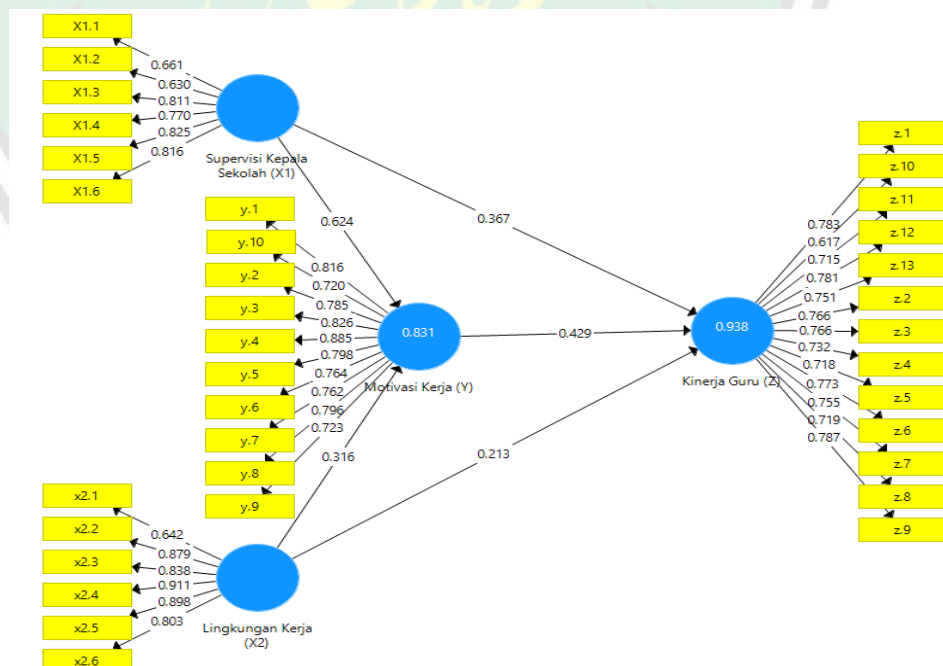 X1.1
X1.2
X1.3
X1.4
X1.5
X1.6
0.661
0.630
0.811
0.770
0.825
0.816
Supervisi Kepala
Sekolah (X1)
0.624
0.367
y.1
y.10
y.2
y.3
y.4
y.5
y.6
y.7
y.8
y.9
0.816
0.720
0.785
0.826
0.885
0.798
0.764
0.762
0.796
0.723
0.831
Motivasi Kerja (Y)
0.429
0.316
0.213
x2.1
x2.2
x2.3
x2.4
x2.5
x2.6
0.642
0.879
0.838
0.911
0.898
0.803
Lingkungan Kerja
(X2)
0.938
Kinerja Guru (Z)
0.783
0.617
0.715
0.781
0.751
0.766
0.766
0.732
0.718
0.773
0.755
0.719
0.787
z.1
z.10
z.11
z.12
z.13
z.2
z.3
z.4
z.5
z.6
z.7
z.8
z.9